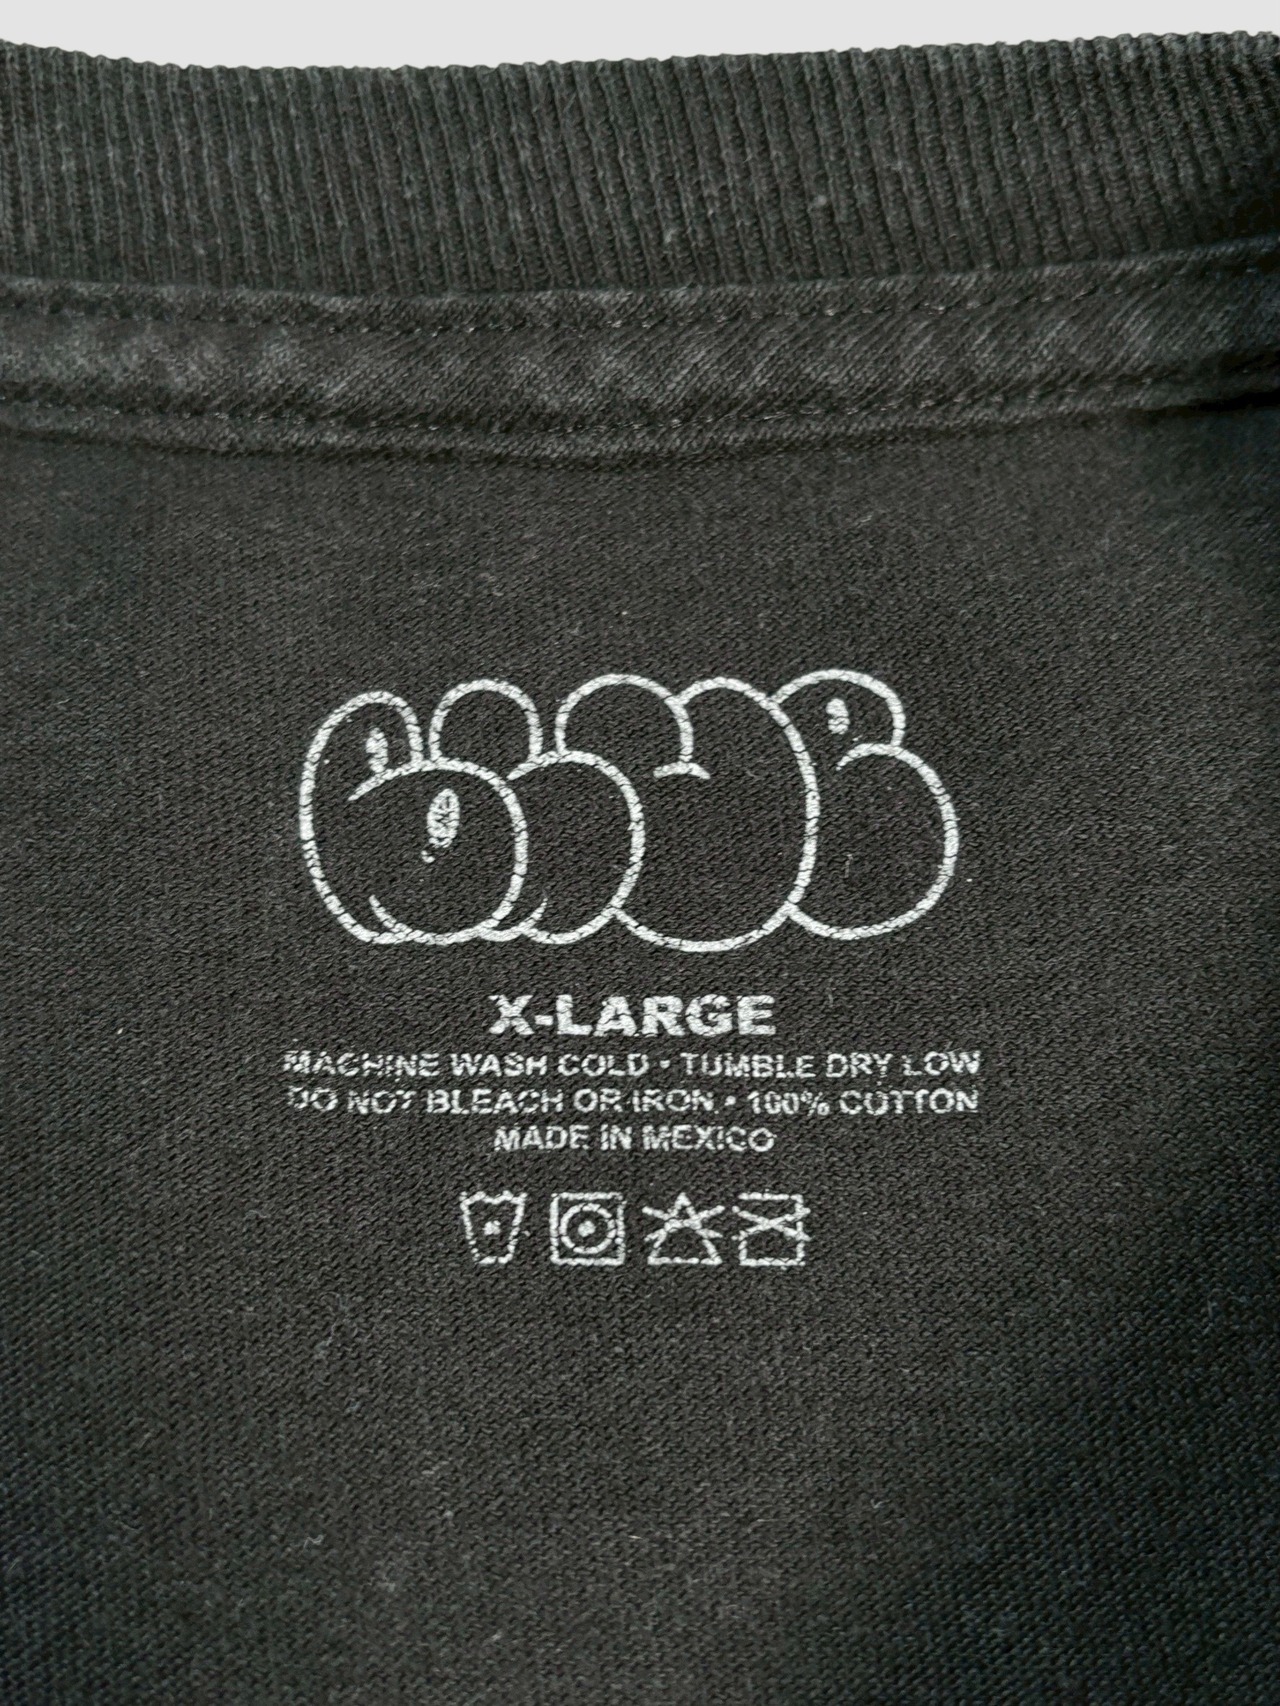 X-LARGE
MACHINE WASH COLD • TUMBLE DRY LOW
DO NOT BLEACH OR IRON • 100% COTTON
MADE IN MEXICO